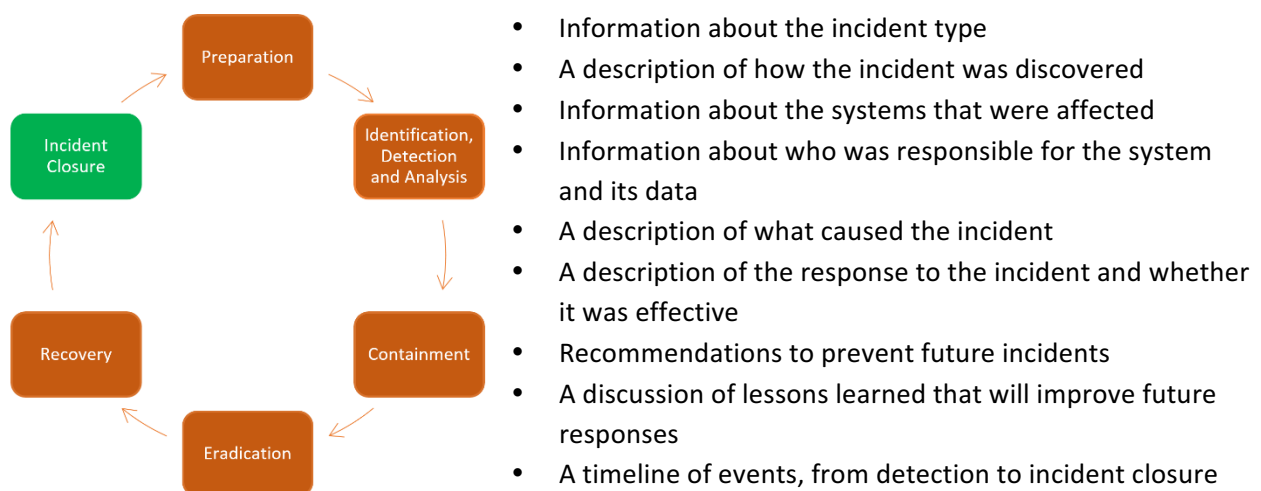 Preparation
Identification,
Detection
and Analysis
Containment
Eradication
Recovery
Incident
Closure
• Information about the incident type
• A description of how the incident was discovered
• Information about the systems that were affected
• Information about who was responsible for the system
and its data
• A description of what caused the incident
• A description of the response to the incident and whether
it was effective
• Recommendations to prevent future incidents
• A discussion of lessons learned that will improve future
responses
• A timeline of events, from detection to incident closure